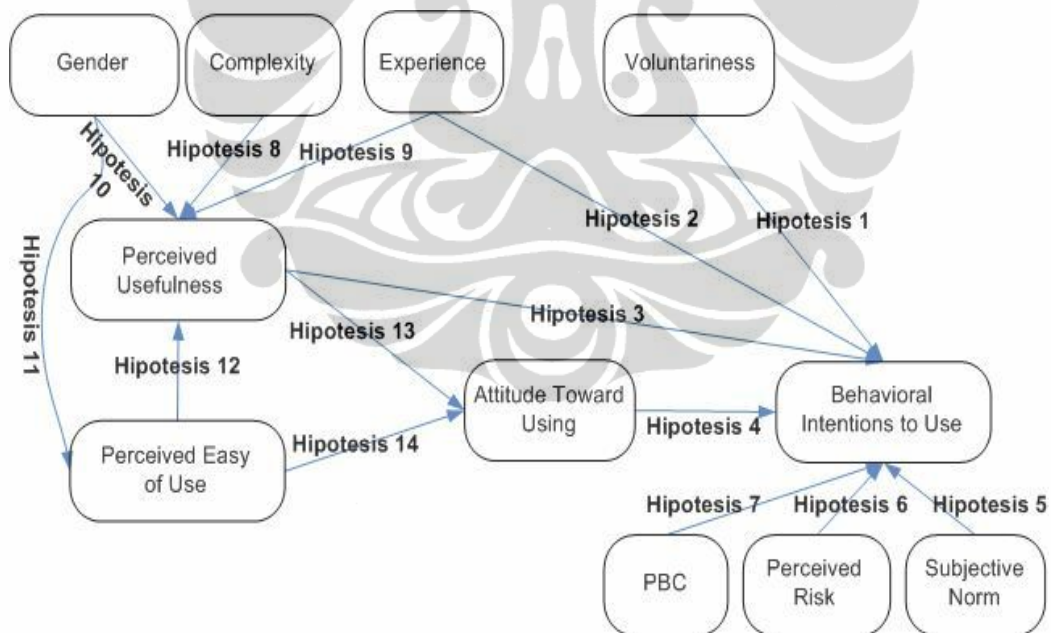 Gender
Complexity
Experience
Voluntariness
Hipotesis
10
Hipotesis 8
Hipotesis 9
Hipotesis 2
Hipotesis 1
Hipotesis 11
Perceived
Usefulness
Hipotesis 3
Hipotesis 13
Hipotesis 12
Attitude Toward
Using
Behavioral
Intentions to Use
Hipotesis 4
Perceived Easy
of Use
Hipotesis 14
Hipotesis 7
Hipotesis 6
Hipotesis 5
PBC
Perceived
Risk
Subjective
Norm